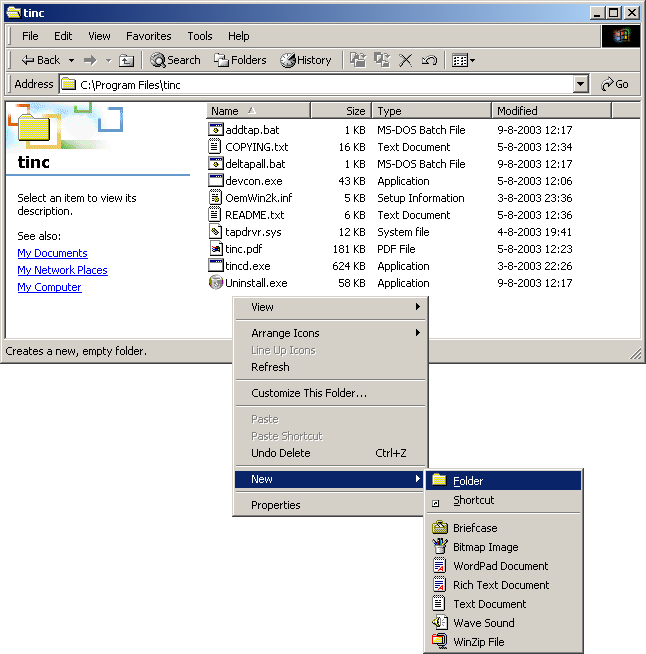 tinc
File Edit View Favorites Tools Help
Back Search Folders History
Address C:\Program Files\tinc Go
Name Size Type Modified
addtap.bat 1 KB MS-DOS Batch File 9-8-2003 12:17
COPYING.txt 16 KB Text Document 5-8-2003 12:34
deltapall.bat 1 KB MS-DOS Batch File 9-8-2003 12:17
devcon.exe 43 KB Application 5-8-2003 12:06
OemWin2k.inf 5 KB Setup Information 3-8-2003 23:36
README.txt 6 KB Text Document 5-8-2003 12:36
tapdrvr.sys 12 KB System file 4-8-2003 19:41
tinc.pdf 181 KB PDF File 5-8-2003 12:23
tincd.exe 624 KB Application 3-8-2003 22:26
Uninstall.exe 58 KB Application 9-8-2003 12:17
tinc
Select an item to view its
description.
See also:
My Documents
My Network Places
My Computer
Creates a new, empty folder.
View
Arrange Icons
Line Up Icons
Refresh
Customize This Folder...
Paste
Paste Shortcut
Undo Delete Ctrl+Z
New
Properties
Folder
Shortcut
Briefcase
Bitmap Image
WordPad Document
Rich Text Document
Text Document
Wave Sound
WinZip File